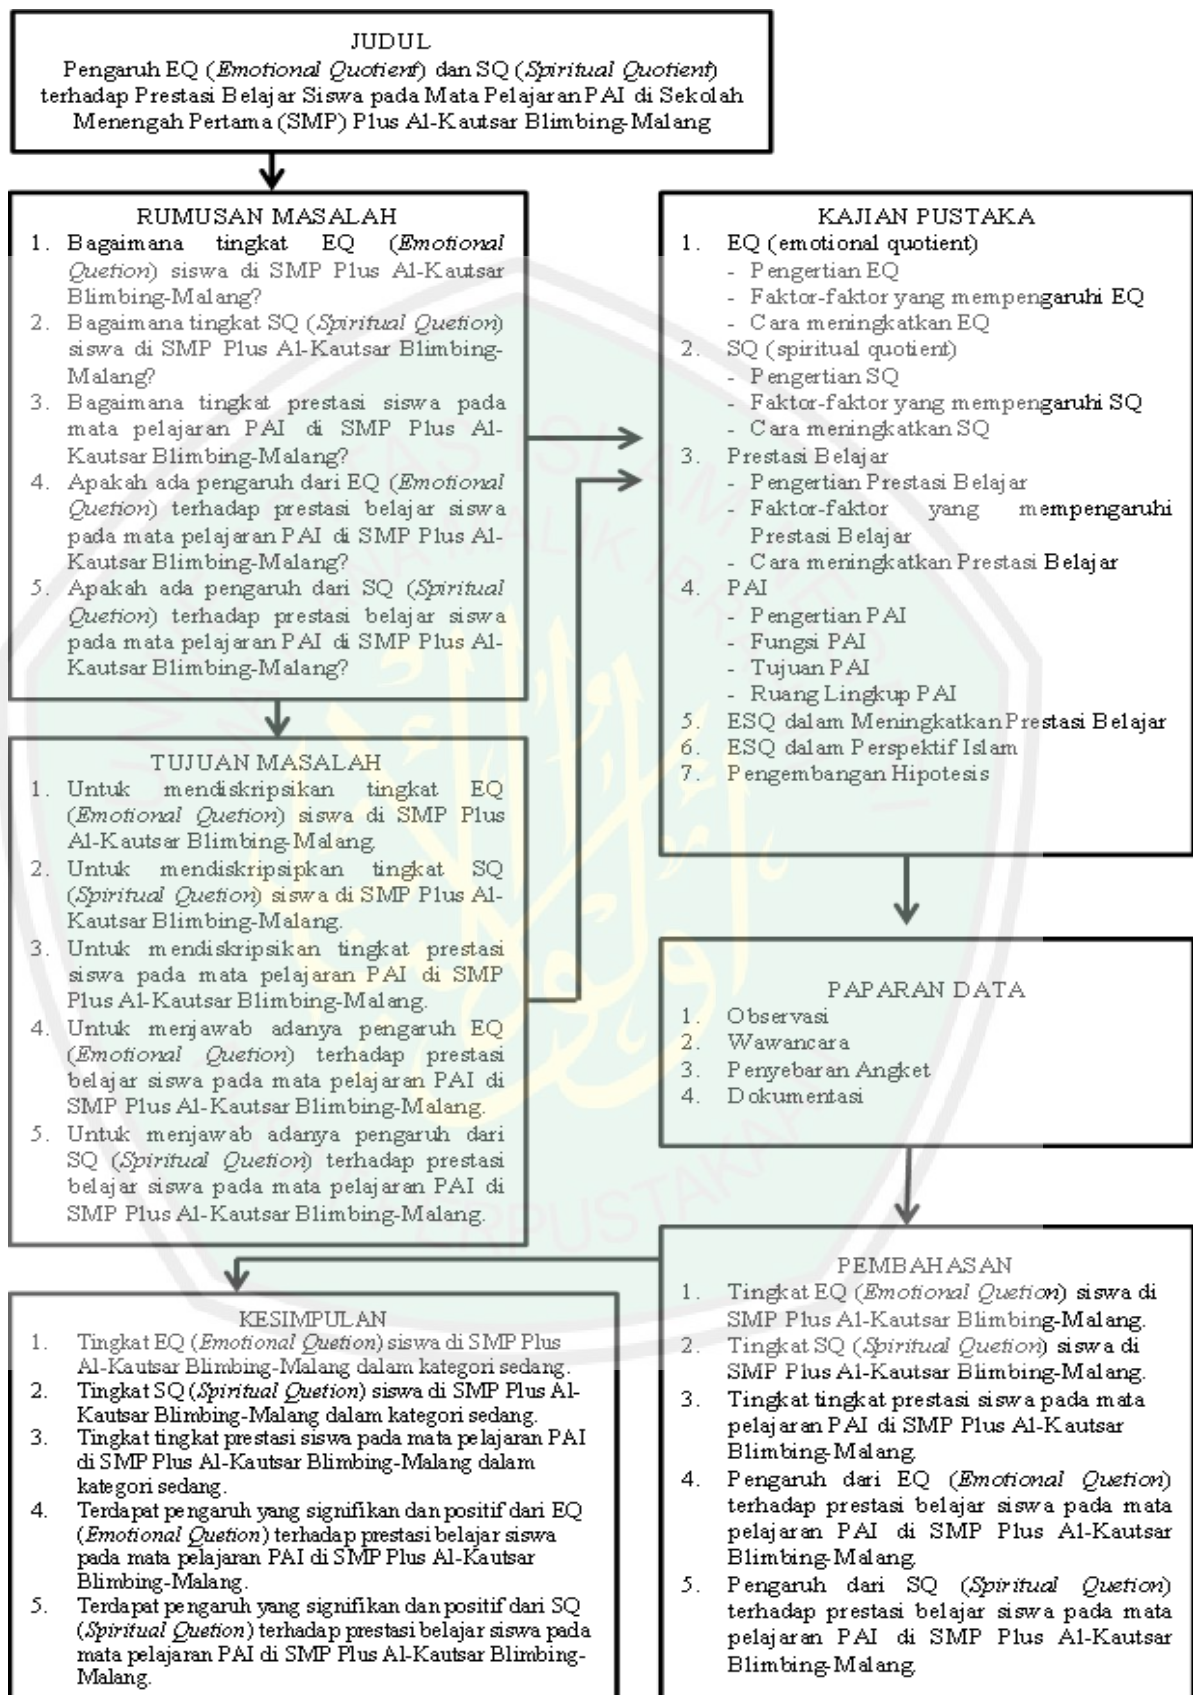 JUDUL
Pengaruh EQ (Emotional Quotient) dan SQ (Spiritual Quotient)
terhadap Prestasi Belajar Siswa pada Mata Pelajaran PAI di Sekolah
Menengah Pertama (SMP) Plus Al-Kautsar Blimbing-Malang
RUMUSAN MASALAH
1. Bagaimana tingkat EQ (Emotional
Quetion) siswa di SMP Plus Al-Kautsar
Blimbing-Malang?
2. Bagaimana tingkat SQ (Spiritual Quetion)
siswa di SMP Plus Al-Kautsar Blimbing-
Malang?
3. Bagaimana tingkat prestasi siswa pada
mata pelajaran PAI di SMP Plus Al-
Kautsar Blimbing-Malang?
4. Apakah ada pengaruh dari EQ (Emotional
Quetion) terhadap prestasi belajar siswa
pada mata pelajaran PAI di SMP Plus Al-
Kautsar Blimbing-Malang?
5. Apakah ada pengaruh dari SQ (Spiritual
Quetion) terhadap prestasi belajar siswa
pada mata pelajaran PAI di SMP Plus Al-
Kautsar Blimbing-Malang?
TUJUAN MASALAH
1. Untuk mendiskripsikan tingkat EQ
(Emotional Quetion) siswa di SMP Plus
Al-Kautsar Blimbing-Malang.
2. Untuk mendiskripsipkan tingkat SQ
(Spiritual Quetion) siswa di SMP Plus Al-
Kautsar Blimbing-Malang.
3. Untuk mendiskripsikan tingkat prestasi
siswa pada mata pelajaran PAI di SMP
Plus Al-Kautsar Blimbing-Malang.
4. Untuk menjawab adanya pengaruh EQ
(Emotional Quetion) terhadap prestasi
belajar siswa pada mata pelajaran PAI di
SMP Plus Al-Kautsar Blimbing-Malang.
5. Untuk menjawab adanya pengaruh dari
SQ (Spiritual Quetion) terhadap prestasi
belajar siswa pada mata pelajaran PAI di
SMP Plus Al-Kautsar Blimbing-Malang.
KAJIAN PUSTAKA
1. EQ (emotional quotient)
- Pengertian EQ
- Faktor-faktor yang mempengaruhi EQ
- Cara meningkatkan EQ
2. SQ (spiritual quotient)
- Pengertian SQ
- Faktor-faktor yang mempengaruhi SQ
- Cara meningkatkan SQ
3. Prestasi Belajar
- Pengertian Prestasi Belajar
- Faktor-faktor yang mempengaruhi
Prestasi Belajar
- Cara meningkatkan Prestasi Belajar
4. PAI
- Pengertian PAI
- Fungsi PAI
- Tujuan PAI
- Ruang Lingkup PAI
5. ESQ dalam Meningkatkan Prestasi Belajar
6. ESQ dalam Perspektif Islam
7. Pengembangan Hipotesis
PAPARAN DATA
1. Observasi
2. Wawancara
3. Penyebaran Angket
4. Dokumentasi
PEMBAHASAN
1. Tingkat EQ (Emotional Quetion) siswa di
SMP Plus Al-Kautsar Blimbing-Malang.
2. Tingkat SQ (Spiritual Quetion) siswa di
SMP Plus Al-Kautsar Blimbing-Malang.
3. Tingkat tingkat prestasi siswa pada mata
pelajaran PAI di SMP Plus Al-Kautsar
Blimbing-Malang.
4. Pengaruh dari EQ (Emotional Quetion)
terhadap prestasi belajar siswa pada mata
pelajaran PAI di SMP Plus Al-Kautsar
Blimbing-Malang.
5. Pengaruh dari SQ (Spiritual Quetion)
terhadap prestasi belajar siswa pada mata
pelajaran PAI di SMP Plus Al-Kautsar
Blimbing-Malang.
KESIMPULAN
1. Tingkat EQ (Emotional Quetion) siswa di SMP Plus
Al-Kautsar Blimbing-Malang dalam kategori sedang.
2. Tingkat SQ (Spiritual Quetion) siswa di SMP Plus Al-
Kautsar Blimbing-Malang dalam kategori sedang.
3. Tingkat tingkat prestasi siswa pada mata pelajaran PAI
di SMP Plus Al-Kautsar Blimbing-Malang dalam
kategori sedang.
4. Terdapat pengaruh yang signifikan dan positif dari EQ
(Emotional Quetion) terhadap prestasi belajar siswa
pada mata pelajaran PAI di SMP Plus Al-Kautsar
Blimbing-Malang.
5. Terdapat pengaruh yang signifikan dan positif dari SQ
(Spiritual Quetion) terhadap prestasi belajar siswa pada
mata pelajaran PAI di SMP Plus Al-Kautsar Blimbing-
Malang.